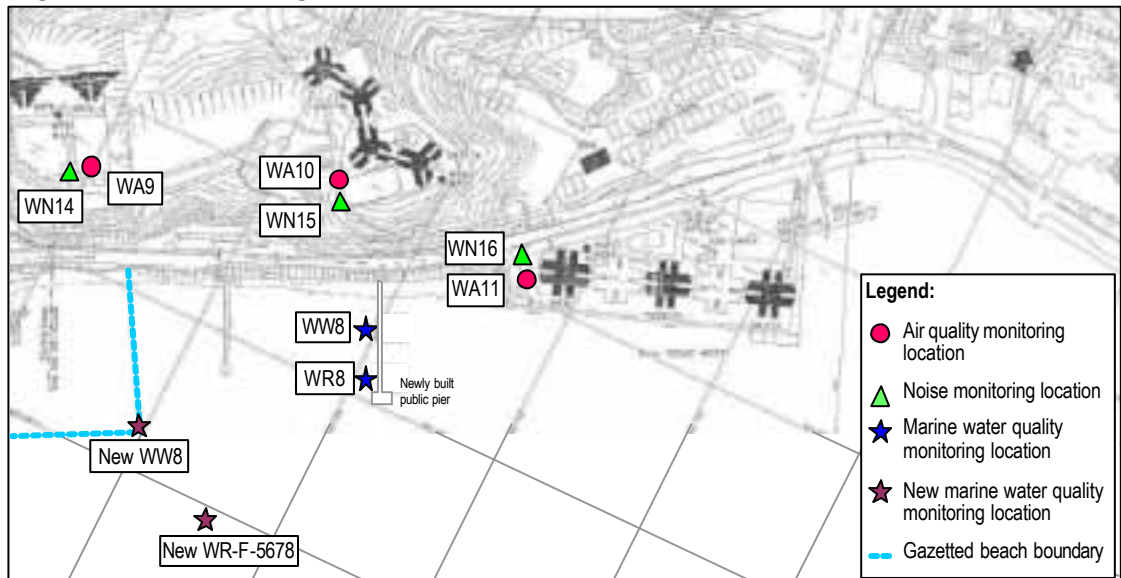 WN14
WA9
WA10
WN15
WN16
WA11
WW8
WR8
Newly built
public pier
New WW8
New WR-F-5678
Legend:
Air quality monitoring
location
Noise monitoring location
Marine water quality
monitoring location
New marine water quality
monitoring location
Gazetted beach boundary